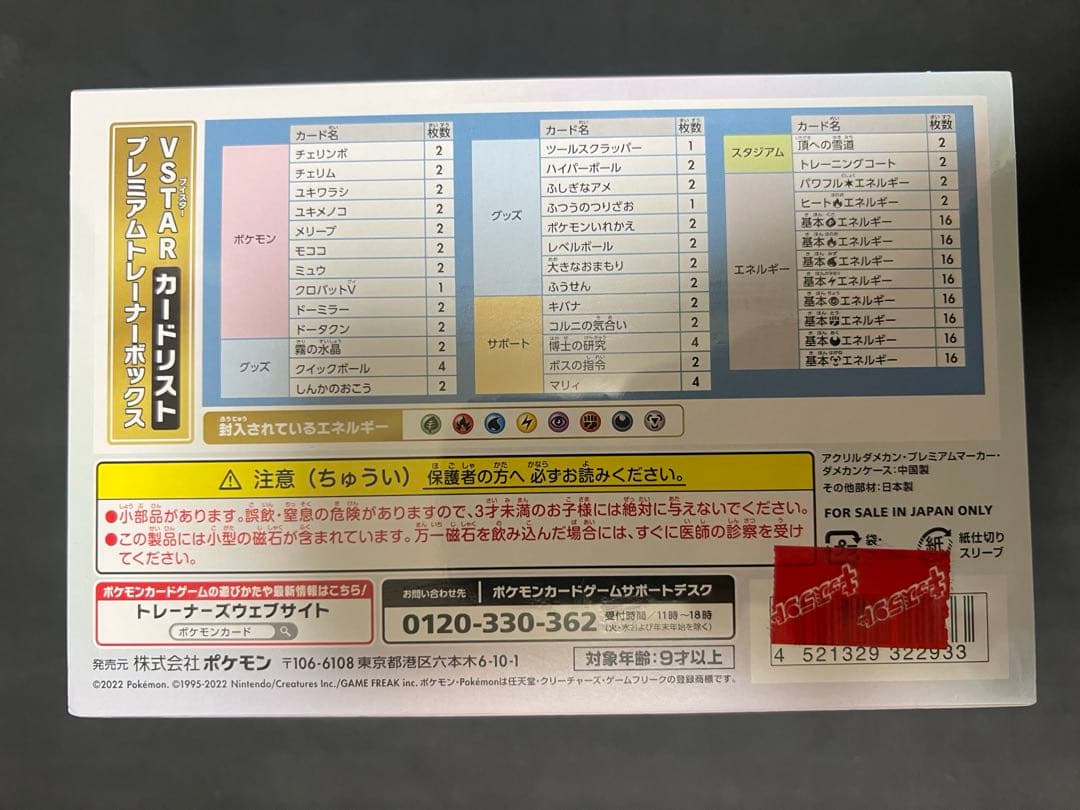 VSTAR カードリスト
ブイスター
プレミアムトレーナーボックス
カード名 枚数
ポケモン
チェリンボ 2
チェリム 2
ユキワラシ 2
ユキメノコ 2
メリープ 2
モココ 2
ミュウ 2
クロバットV 1
ドーミラー 2
ドータクン 2
グッズ
霧の水晶 2
クイックボール 4
しんかのおこう 2
カード名 枚数
グッズ
ツールスクラッパー 1
ハイパーボール 2
ふしぎなアメ 2
ふつうのつりざお 1
ポケモンいれかえ 2
レベルボール 2
大きなおまもり 2
ふうせん 2
サポート
キバナ 2
コルニの気合い 2
博士の研究 4
ボスの指令 2
マリィ 4
カード名 枚数
スタジアム
頂への雪道 2
トレーニングコート 2
エネルギー
パワフル エネルギー 2
ヒート エネルギー 2
基本 エネルギー 16
基本 エネルギー 16
基本 エネルギー 16
基本 エネルギー 16
基本 エネルギー 16
基本 エネルギー 16
基本 エネルギー 16
基本 エネルギー 16
封入されているエネルギー
注意(ちゅうい) 保護者の方へ 必ずお読みください。
●小部品があります。誤飲・窒息の危険がありますので、3才未満のお子様には絶対に与えないでください。
●この製品には小型の磁石が含まれています。万一磁石を飲み込んだ場合には、すぐに医師の診察を受け
てください。
アクリルダメカン・プレミアムマーカー・
ダメカンケース:中国製
その他部材:日本製
FOR SALE IN JAPAN ONLY
袋・
紙
紙仕切り
スリーブ
ポケモンカードゲームの遊びかたや最新情報はこちら!
トレーナーズウェブサイト
ポケモンカード
お問い合わせ先 ポケモンカードゲームサポートデスク
0120-330-362 受付時間/11時~18時
(火・水および年末年始を除く)
発売元 株式会社ポケモン 〒106-6108 東京都港区六本木6-10-1
対象年齢:9才以上
4 521329 322933
©2022 Pokémon. ©1995-2022 Nintendo/Creatures Inc./GAME FREAK inc. ポケモン・Pokémonは任天堂・クリーチャーズ・ゲームフリークの登録商標です。